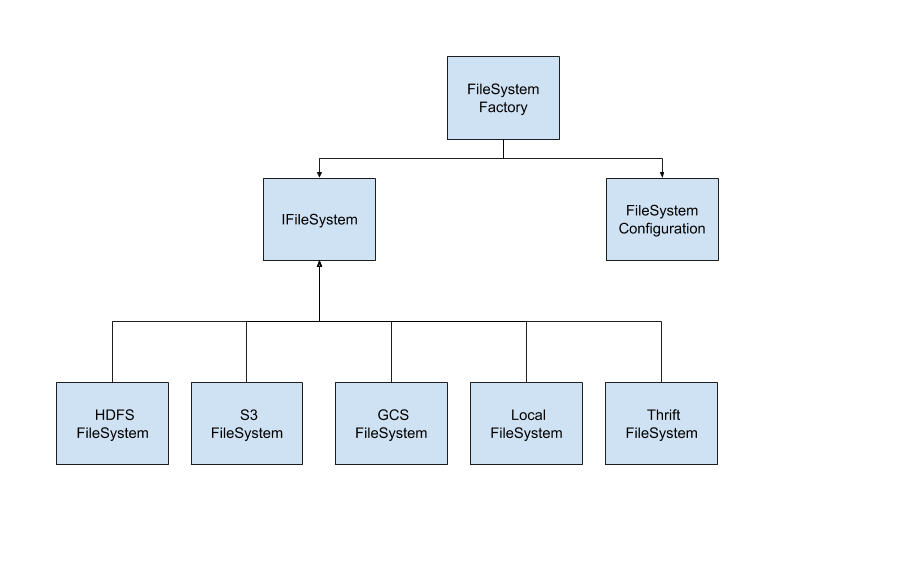 FileSystem
Factory
IFileSystem
FileSystem
Configuration
HDFS
FileSystem
S3
FileSystem
GCS
FileSystem
Local
FileSystem
Thrift
FileSystem